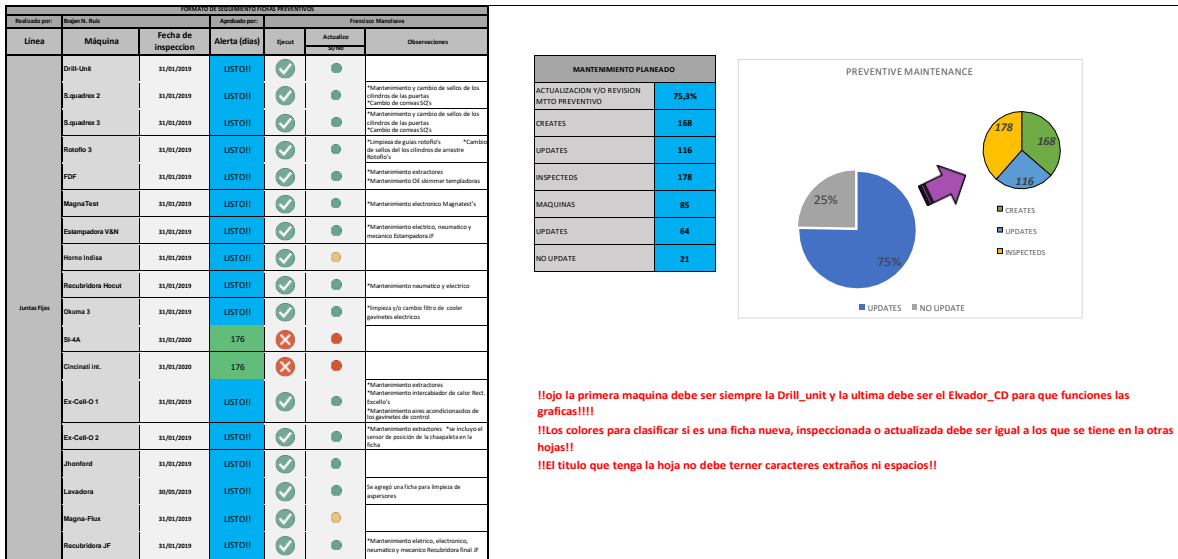 FORMATO DE SEGUIMIENTO FICHAS PREVENTIVOS
Realizado por: Brajan N. Ruiz Aprobado por: Francisco Manolsava
Línea Máquina Fecha de inspeccion Alerta (dias) Ejecut Actualizo Si/No Observaciones
Juntas Fijas
Drill-Unit 31/01/2019 LISTO!!
S.quadrex 2 31/01/2019 LISTO!! *Mantenimiento y cambio de sellos de los
cilindros de las puertas
*Cambio de correas SQ's
S.quadrex 3 31/01/2019 LISTO!! *Mantenimiento y cambio de sellos de los
cilindros de las puertas
*Cambio de correas SQ's
Rotoflo 3 31/01/2019 LISTO!! *Limpieza de guias rotoflo's *Cambio
de sellos del los cilindros de arrastre
Rotoflo's
FDF 31/01/2019 LISTO!! *Mantenimiento extractores
*Mantenimiento Oil skimmer templadoras
MagnaTest 31/01/2019 LISTO!! *Mantenimiento electronico Magnatest's
Estampadora V&N 31/01/2019 LISTO!! *Mantenimiento electrico, neumatico y
mecanico Estampadora JF
Horno Indisa 31/01/2019 LISTO!!
Recubridora Hocut 31/01/2019 LISTO!! *Mantenimiento neumatico y electrico
Okuma 3 31/01/2019 LISTO!! *limpieza y/o cambio filtro de cooler
gavinetes electricos
SI-4A 31/01/2020 176
Cincinati int. 31/01/2020 176
Ex-Cell-O 1 31/01/2019 LISTO!! *Mantenimiento extractores
*Mantenimiento intercabiador de calor Rect.
Excello's
*Mantenimiento aires acondicionasdos de
los gavinetes de control
Ex-Cell-O 2 31/01/2019 LISTO!! *Mantenimiento extractores *se incluyo el
sensor de posición de la chaapaleta en la
ficha
Jhonford 31/01/2019 LISTO!!
Lavadora 30/05/2019 LISTO!! Se agregó una ficha para limpieza de
aspersores
Magna-Flux 31/01/2019 LISTO!!
Recubridora JF 31/01/2019 LISTO!! *Mantenimiento eletrico, electronico,
neumatico y mecanico Recubridora final JF
MANTENIMIENTO PLANEADO
ACTUALIZACION Y/O REVISION
MTTO PREVENTIVO 75,3%
CREATES 168
UPDATES 116
INSPECTEDS 178
MAQUINAS 85
UPDATES 64
NO UPDATE 21
PREVENTIVE MAINTENANCE
178
168
116
25%
75%
CREATES
UPDATES
INSPECTEDS
UPDATES NO UPDATE
!!ojo la primera maquina debe ser siempre la Drill_unit y la ultima debe ser el Elvador_CD para que funciones las
graficas!!!!
!!Los colores para clasificar si es una ficha nueva, inspeccionada o actualizada debe ser igual a los que se tiene en la otras
hojas!!
!!El titulo que tenga la hoja no debe terner caracteres extraños ni espacios!!